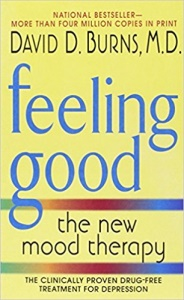 NATIONAL BESTSELLER—
MORE THAN FOUR MILLION COPIES IN PRINT
DAVID D. BURNS, M.D.
feeling
good
the new
mood therapy
THE CLINICALLY PROVEN DRUG-FREE
TREATMENT FOR DEPRESSION